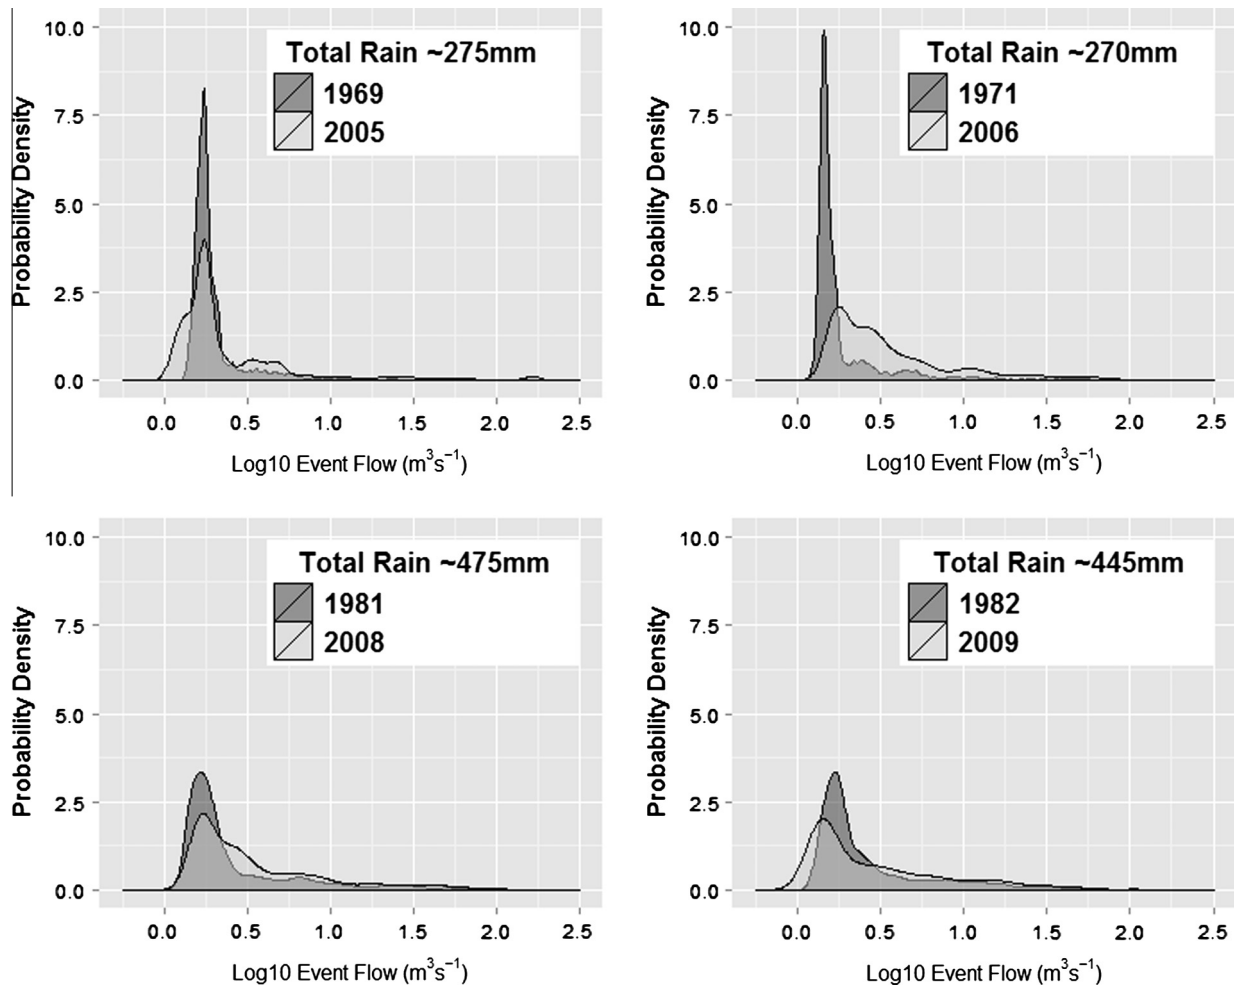 Total Rain ~275mm
1969
2005
10.0
7.5
5.0
2.5
0.0
Probability Density
0.0 0.5 1.0 1.5 2.0 2.5
Log10 Event Flow (m³s⁻¹)
Total Rain ~270mm
1971
2006
10.0
7.5
5.0
2.5
0.0
Probability Density
0.0 0.5 1.0 1.5 2.0 2.5
Log10 Event Flow (m³s⁻¹)
Total Rain ~475mm
1981
2008
10.0
7.5
5.0
2.5
0.0
Probability Density
0.0 0.5 1.0 1.5 2.0 2.5
Log10 Event Flow (m³s⁻¹)
Total Rain ~445mm
1982
2009
10.0
7.5
5.0
2.5
0.0
Probability Density
0.0 0.5 1.0 1.5 2.0 2.5
Log10 Event Flow (m³s⁻¹)